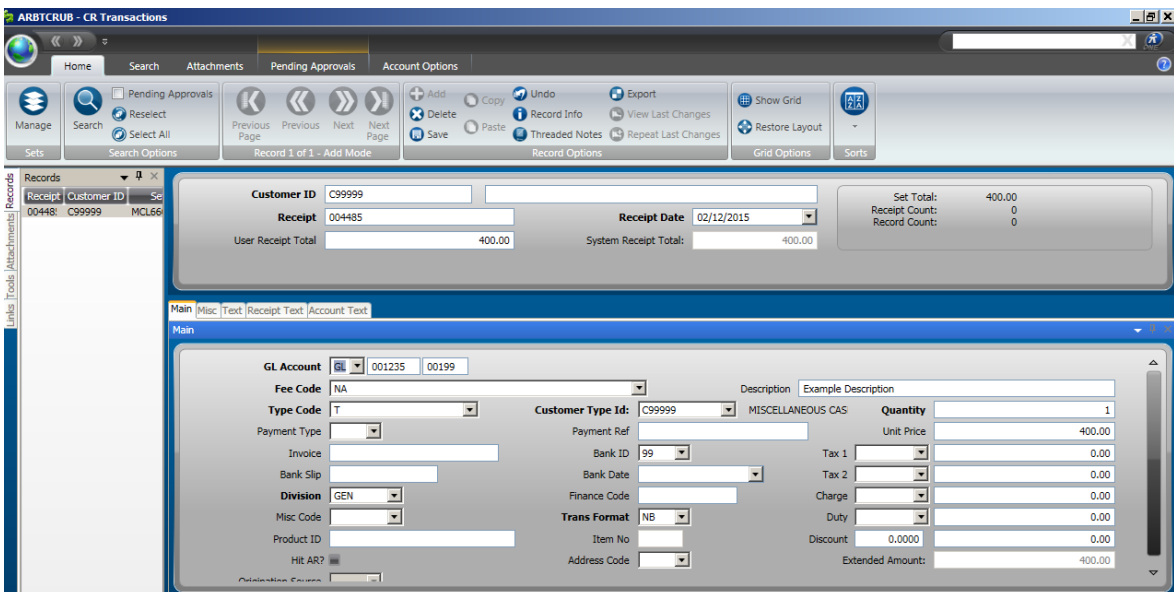 ARBTCRUB - CR Transactions
Home Search Attachments Pending Approvals Account Options
Manage
Sets
Search
Pending Approvals
Reselect
Select All
Search Options
Previous Page Previous Next Next Page
Record 1 of 1 - Add Mode
Add Copy Undo Export
Delete Record Info View Last Changes
Save Paste Threaded Notes Repeat Last Changes
Record Options
Show Grid
Restore Layout
Grid Options
Sorts
Records
Attachments
Tools
Links
Records
Receipt Customer ID Se
00448 C99999 MCL66
Customer ID C99999
Receipt 004485 Receipt Date 02/12/2015
User Receipt Total 400.00 System Receipt Total: 400.00
Set Total: 400.00
Receipt Count: 0
Record Count: 0
Main Misc Text Receipt Text Account Text
Main
GL Account GL 001235 00199
Fee Code NA Description Example Description
Type Code T Customer Type Id: C99999 MISCELLANEOUS CAS Quantity 1
Payment Type Payment Ref Unit Price 400.00
Invoice Bank ID 99 Tax 1 0.00
Bank Slip Bank Date Tax 2 0.00
Division GEN Finance Code Charge 0.00
Misc Code Trans Format NB Duty 0.00
Product ID Item No Discount 0.0000 0.00
Hit AR? Address Code Extended Amount: 400.00
Origination Source